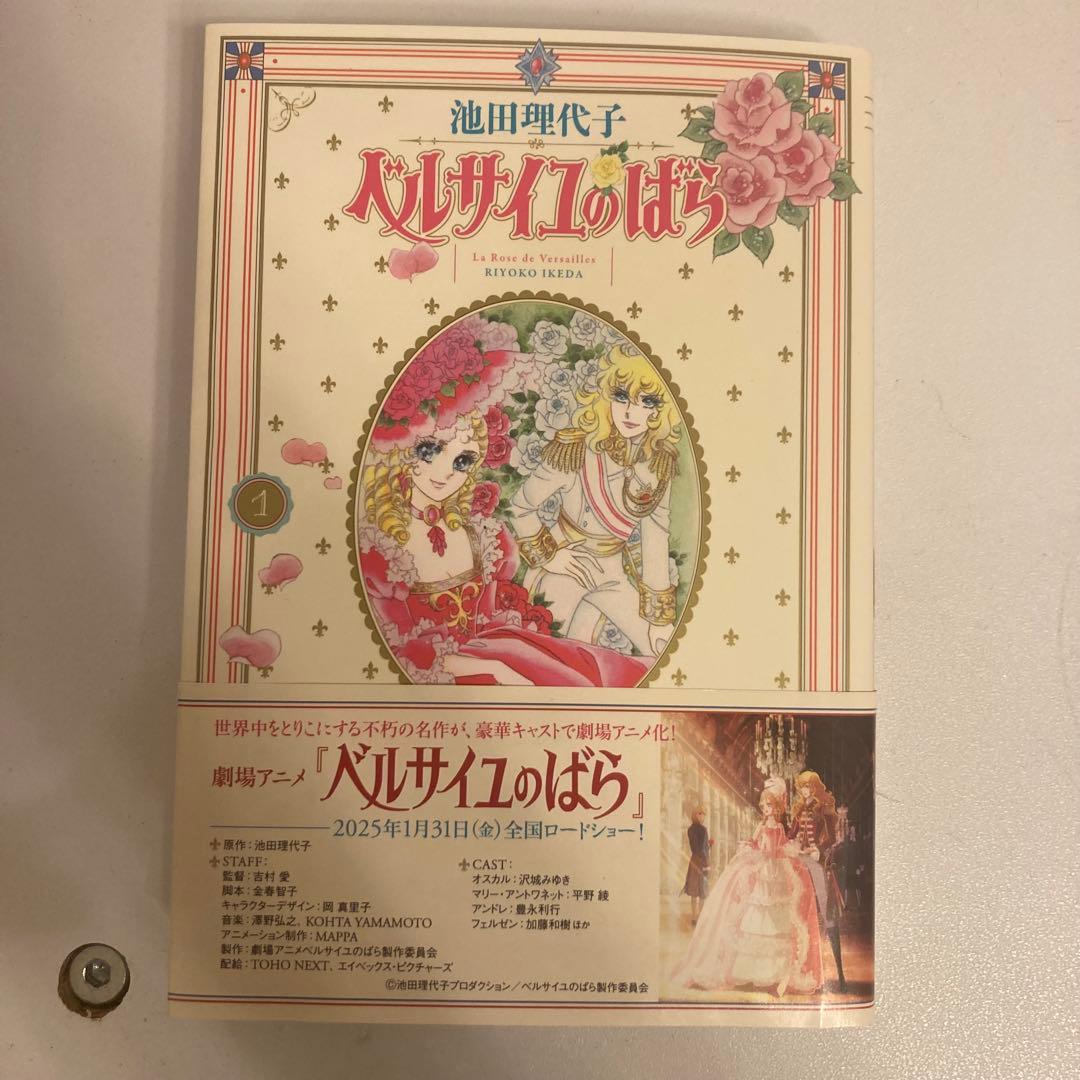 池田理代子
ベルサイユのばら
La Rose de Versailles
RIYOKO IKEDA
1
世界中をとりこにする不朽の名作が、豪華キャストで劇場アニメ化!
劇場アニメ『ベルサイユのばら』
2025年1月31日(金)全国ロードショー!
原作:池田理代子
STAFF:
監督:吉村 愛
脚本:金春智子
キャラクターデザイン:岡 真里子
音楽:澤野弘之、KOHTA YAMAMOTO
アニメーション制作:MAPPA
製作:劇場アニメベルサイユのばら製作委員会
配給:TOHO NEXT、エイベックス・ピクチャーズ
CAST:
オスカル:沢城みゆき
マリー・アントワネット:平野 綾
アンドレ:豊永利行
フェルゼン:加藤和樹 ほか
©池田理代子プロダクション/ベルサイユのばら製作委員会